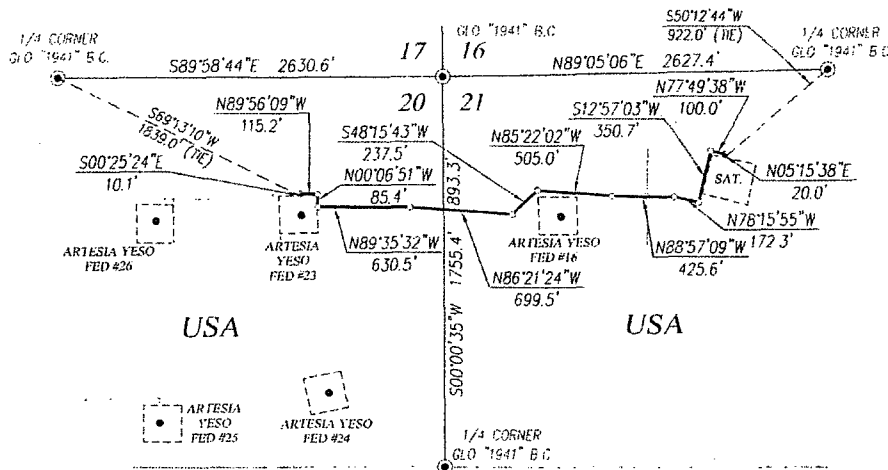 1/4 CORNER
GLO "1941" B.C.
S89°58'44"E 2630.6'
17
16
GLO "1941" B.C.
N89°05'06"E 2627.4'
S50°12'44"W
922.0' (TIE)
1/4 CORNER
GLO "1941" B.C.
20
21
S69°13'10"W
1839.0' (TIE)
N89°56'09"W
115.2'
S00°25'24"E
10.1'
N00°06'51"W
85.4'
S48°15'43"W
237.5'
893.3'
N85°22'02"W
505.0'
S12°57'03"W
350.7'
N77°49'38"W
100.0'
SAT.
N05°15'38"E
20.0'
N78°15'55"W
172.3'
N88°57'09"W
425.6'
ARTESIA YESO
FED #26
ARTESIA
YESO
FED #23
N89°35'32"W
630.5'
ARTESIA YESO
FED #16
N86°21'24"W
699.5'
S00°00'35"W 1755.4'
USA
USA
ARTESIA
YESO
FED #25
ARTESIA YESO
FED #24
1/4 CORNER
GLO "1941" B.C